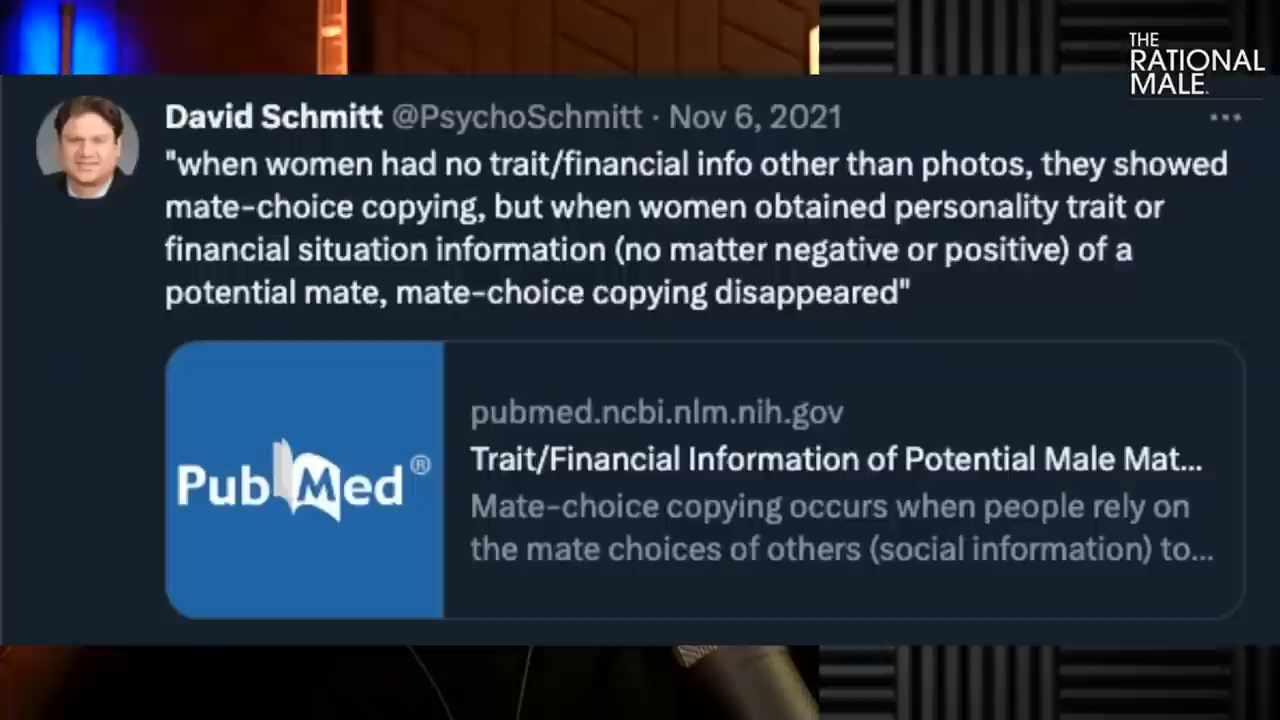 THE
RATIONAL
MALE.
David Schmitt @PsychoSchmitt · Nov 6, 2021
"when women had no trait/financial info other than photos, they showed
mate-choice copying, but when women obtained personality trait or
financial situation information (no matter negative or positive) of a
potential mate, mate-choice copying disappeared"
PubMed®
pubmed.ncbi.nlm.nih.gov
Trait/Financial Information of Potential Male Mat...
Mate-choice copying occurs when people rely on
the mate choices of others (social information) to...